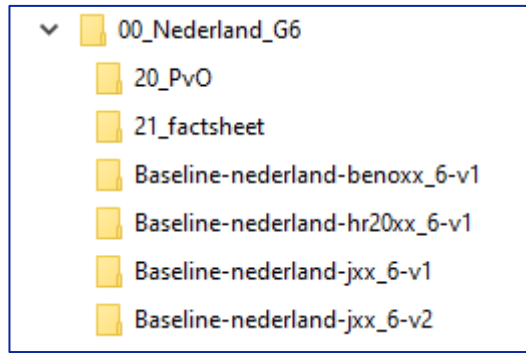 00_Nederland_G6
20_PvO
21_factsheet
Baseline-nederland-benoxx_6-v1
Baseline-nederland-hr20xx_6-v1
Baseline-nederland-jxx_6-v1
Baseline-nederland-jxx_6-v2